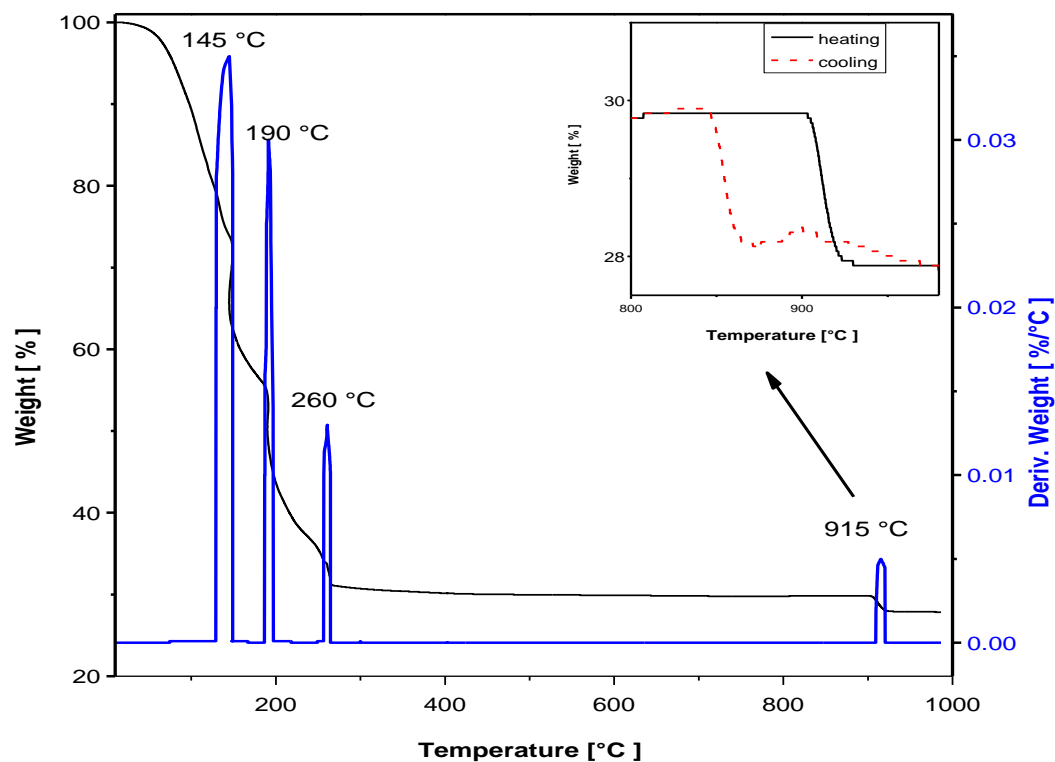 100
80
60
40
20
Weight [ % ]
200
400
600
800
1000
Temperature [°C ]
0.03
0.02
0.01
0.00
Deriv. Weight [ %/°C ]
145 °C
190 °C
260 °C
915 °C
heating
cooling
30
28
Weight [ % ]
800
900
Temperature [°C ]